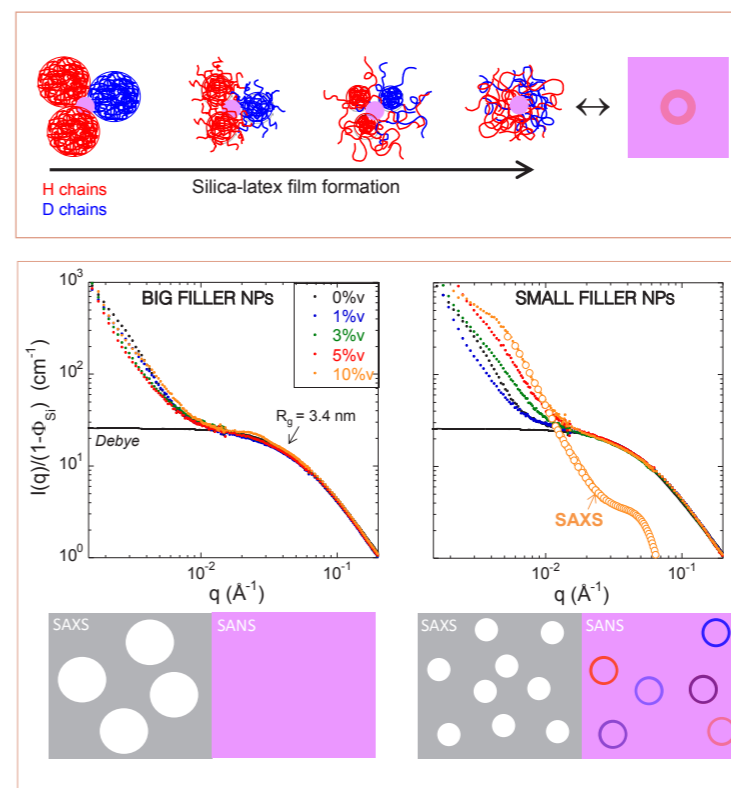 H chains
D chains
Silica-latex film formation
BIG FILLER NPs
0%v
1%v
3%v
5%v
10%v
R_g = 3.4 nm
Debye
I(q)/(1-Φ_Si) (cm⁻¹)
10³
10²
10¹
10⁰
10⁻²
10⁻¹
q (Å⁻¹)
SMALL FILLER NPs
SAXS
10⁻²
10⁻¹
q (Å⁻¹)
SAXS
SANS
SAXS
SANS